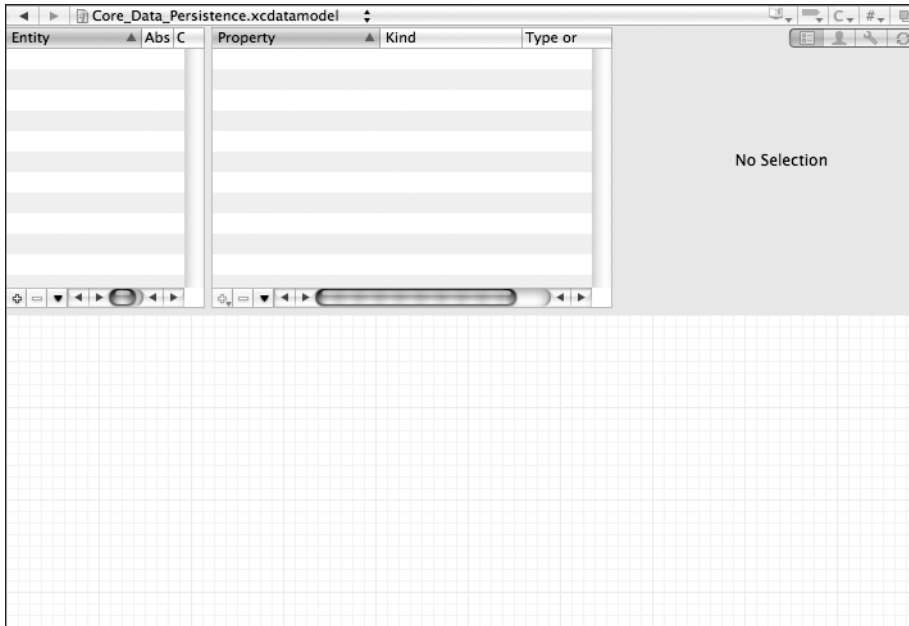 Core_Data_Persistence.xcdatamodel
C #
Entity Abs C Property Kind Type or
No Selection